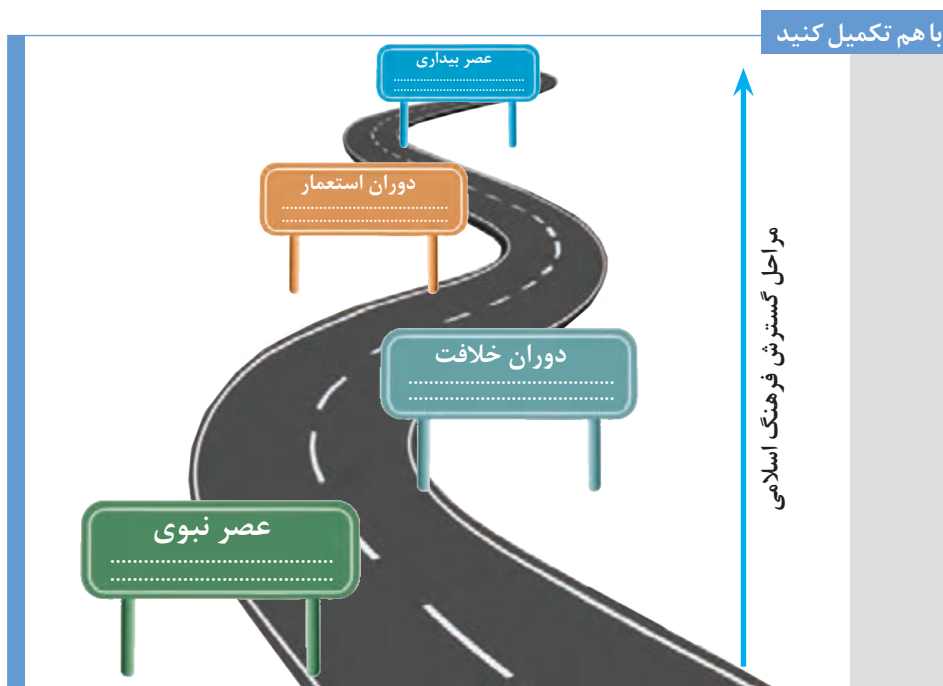 با هم تکمیل کنید
عصر بیداری
دوران استعمار
دوران خلافت
عصر نبوی
مراحل گسترش فرهنگ اسلامی